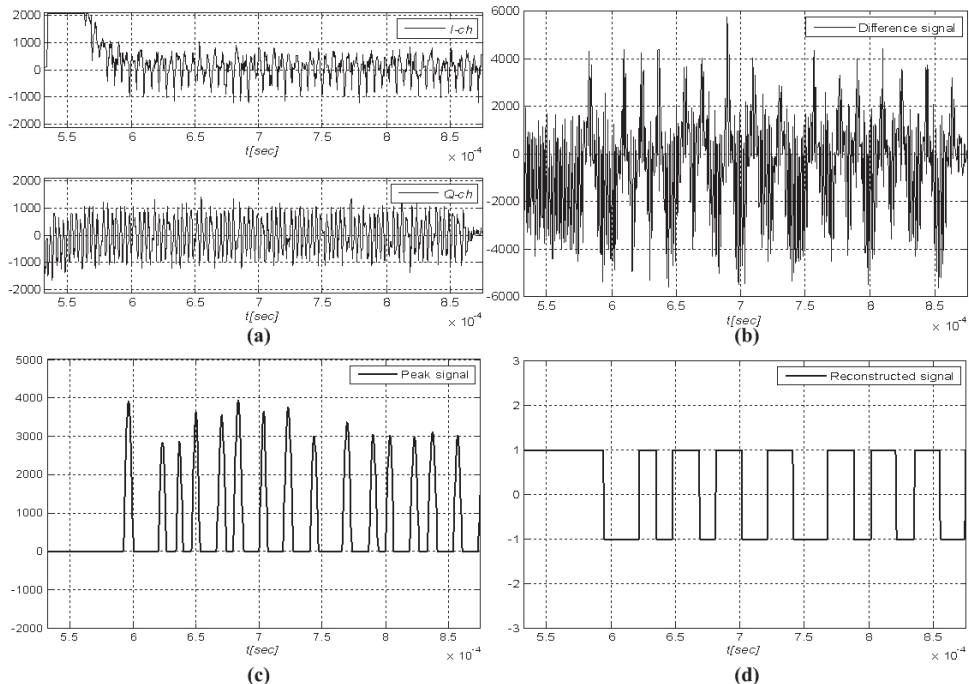 2000
1000
0
-1000
-2000
I-ch
5.5 6 6.5 7 7.5 8 8.5
t[sec]
× 10⁻⁴
2000
1000
0
-1000
-2000
Q-ch
5.5 6 6.5 7 7.5 8 8.5
t[sec]
× 10⁻⁴
(a)
6000
4000
2000
0
-2000
-4000
-6000
Difference signal
5.5 6 6.5 7 7.5 8 8.5
t[sec]
× 10⁻⁴
(b)
5000
4000
3000
2000
1000
0
-1000
-2000
Peak signal
5.5 6 6.5 7 7.5 8 8.5
t[sec]
× 10⁻⁴
(c)
3
2
1
0
-1
-2
-3
Reconstructed signal
5.5 6 6.5 7 7.5 8 8.5
t[sec]
× 10⁻⁴
(d)